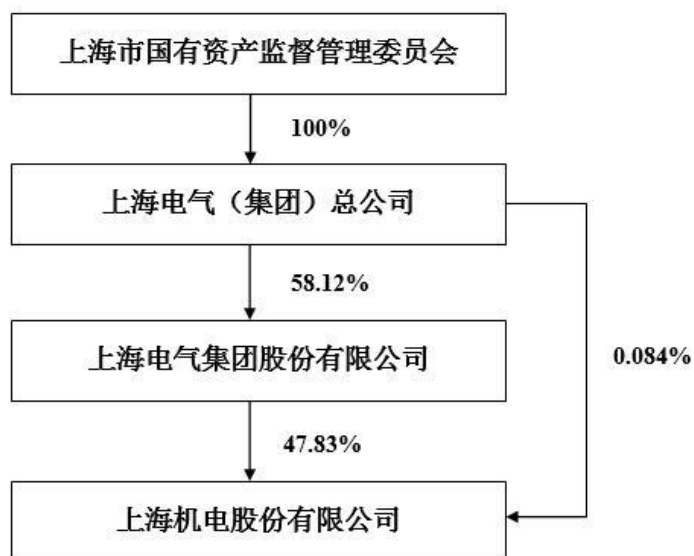 上海市国有资产监督管理委员会
100%
上海电气（集团）总公司
58.12%
上海电气集团股份有限公司
0.084%
47.83%
上海机电股份有限公司